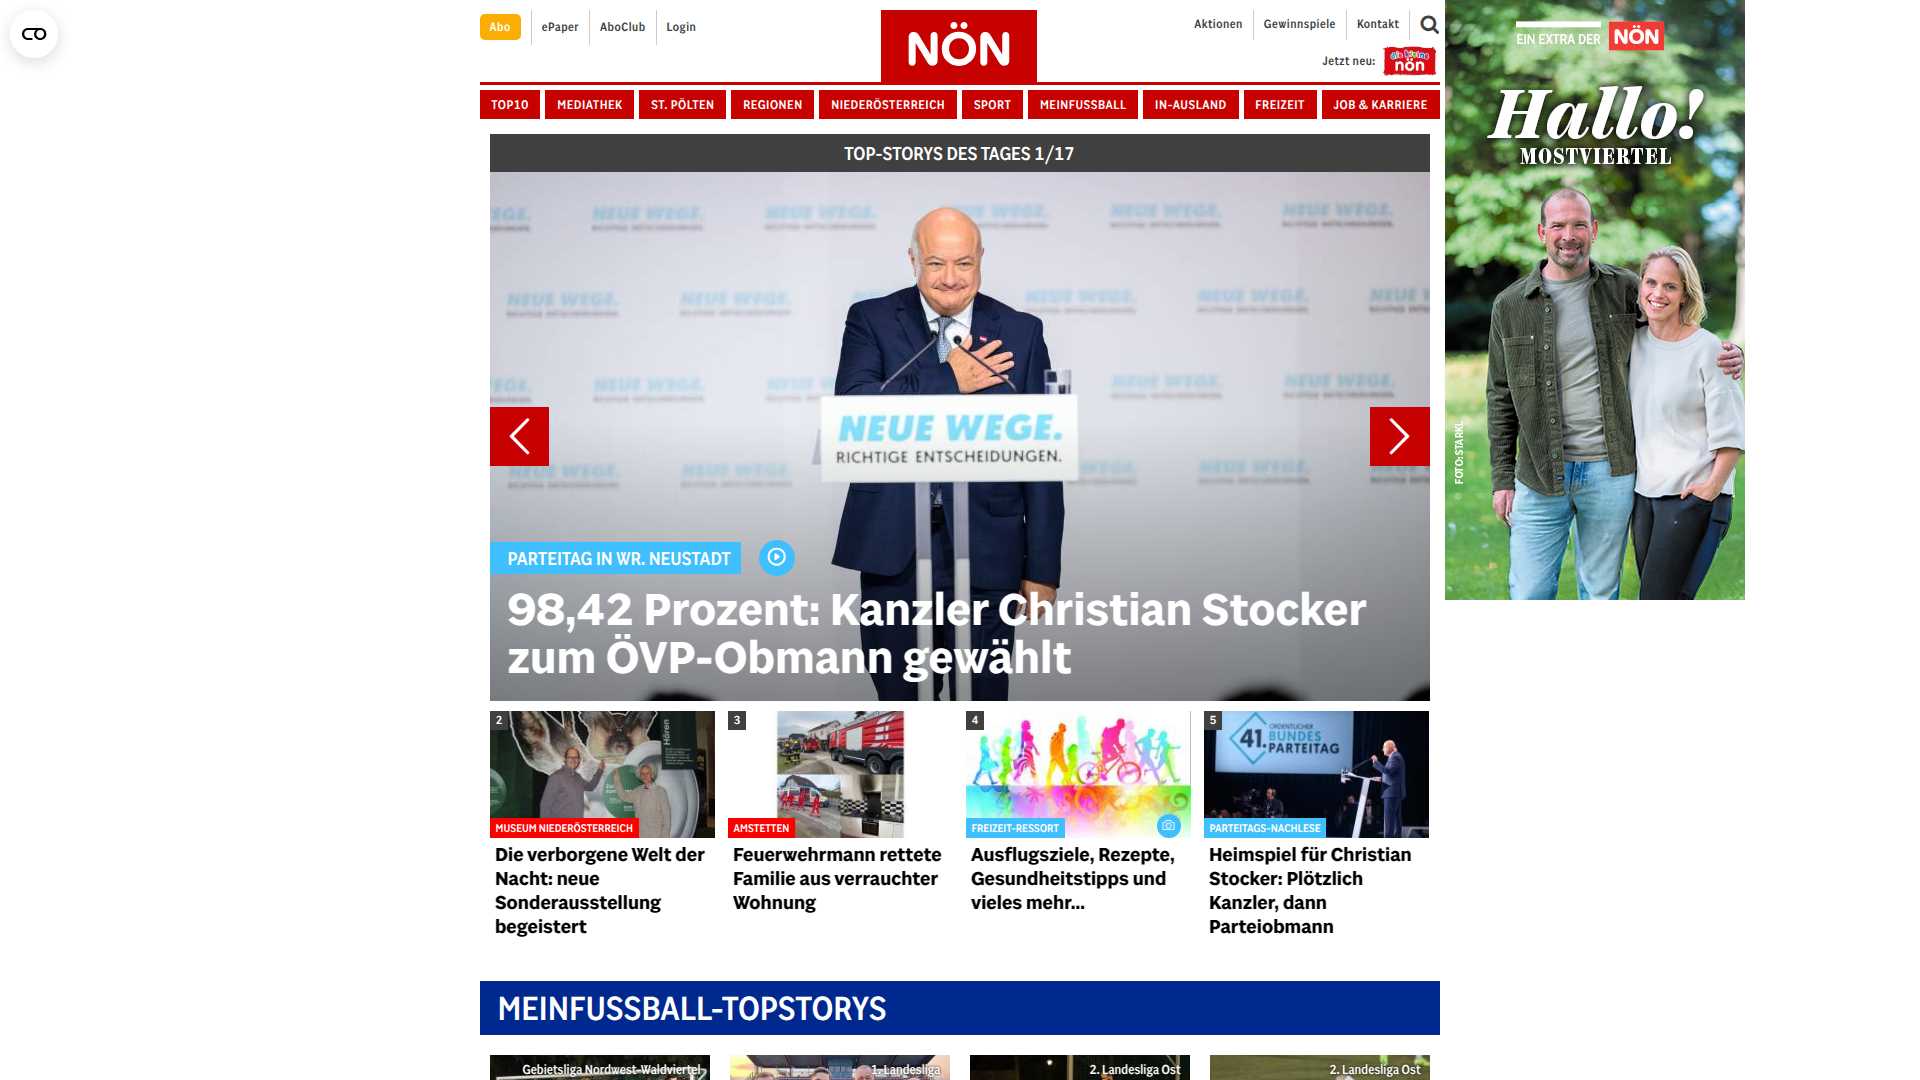 Abo
ePaper
AboClub
Login
NÖN
Aktionen
Gewinnspiele
Kontakt
Jetzt neu:
die kleine
nön
TOP10
MEDIATHEK
ST. PÖLTEN
REGIONEN
NIEDERÖSTERREICH
SPORT
MEINFUSSBALL
IN-AUSLAND
FREIZEIT
JOB & KARRIERE
EIN EXTRA DER NÖN
Hallo!
MOSTVIERTEL
FOTO: STARKL
TOP-STORYS DES TAGES 1/17
NEUE WEGE.
RICHTIGE ENTSCHEIDUNGEN.
PARTEITAG IN WR. NEUSTADT
98,42 Prozent: Kanzler Christian Stocker
zum ÖVP-Obmann gewählt
2
Hören
MUSEUM NIEDERÖSTERREICH
Die verborgene Welt der
Nacht: neue
Sonderausstellung
begeistert
3
AMSTETTEN
Feuerwehrmann rettete
Familie aus verrauchter
Wohnung
4
FREIZEIT-RESSORT
Ausflugsziele, Rezepte,
Gesundheitstipps und
vieles mehr...
5
41.
ORDENTLICHER
BUNDES
PARTEITAG
PARTEITAGS-NACHLESE
Heimspiel für Christian
Stocker: Plötzlich
Kanzler, dann
Parteiobmann
MEINFUSSBALL-TOPSTORYS
Gebietsliga Nordwest-Waldviertel
1. Landesliga
2. Landesliga Ost
2. Landesliga Ost